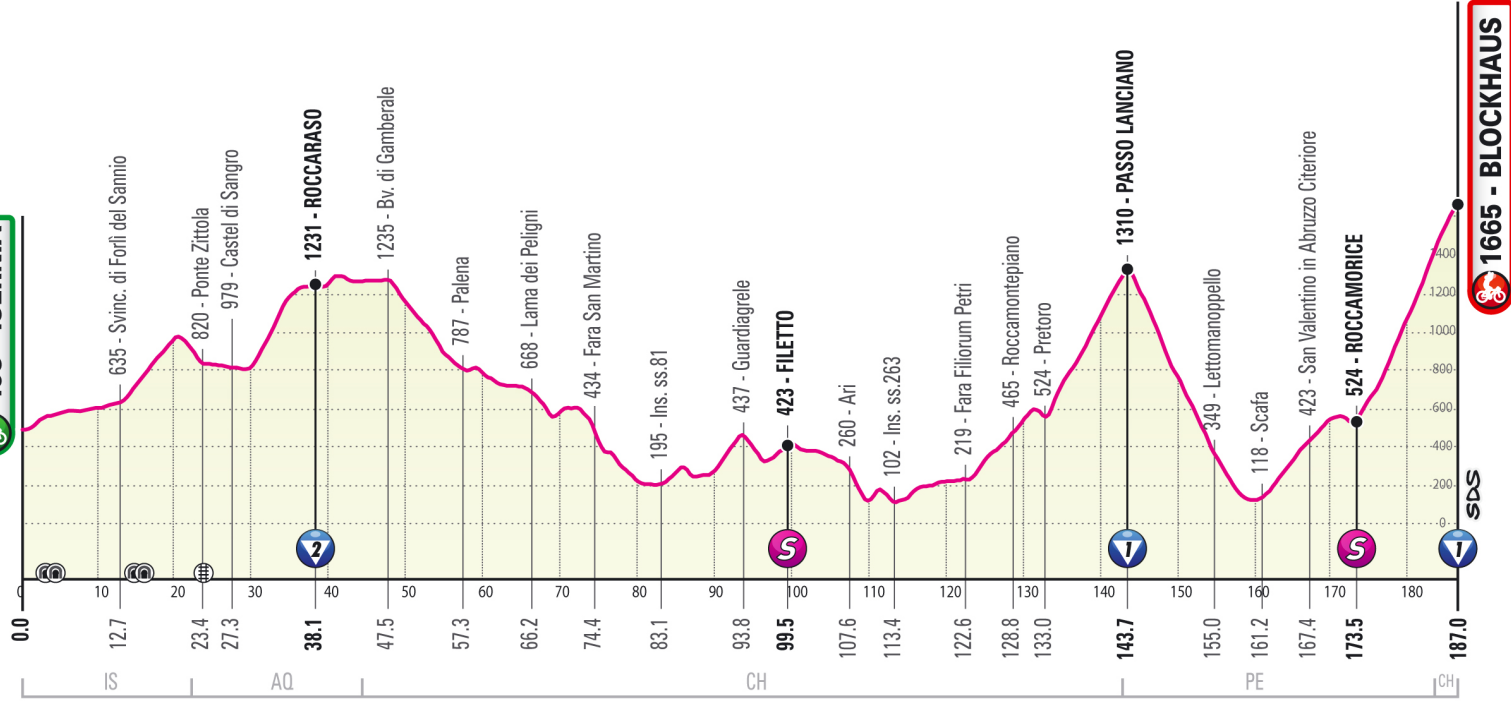 635 - Svinc. di Forlì del Sannio
820 - Ponte Zittola
979 - Castel di Sangro
1231 - ROCCARASO
1235 - Bv. di Gamberale
787 - Palena
668 - Lama dei Peligni
434 - Fara San Martino
195 - Ins. ss.81
437 - Guardiagrele
423 - FILETTO
260 - Ari
102 - Ins. ss.263
219 - Fara Filiorum Petri
465 - Roccamontepiano
524 - Pretoro
1310 - PASSO LANCIANO
349 - Lettomanoppello
118 - Scafa
423 - San Valentino in Abruzzo Citeriore
524 - ROCCAMORICE
1665 - BLOCKHAUS
1400
1200
1000
800
600
400
200
0
SDS
2 S 1 S 1
0 10 20 30 40 50 60 70 80 90 100 110 120 130 140 150 160 170 180
0.0 12.7 23.4 27.3 38.1 47.5 57.3 66.2 74.4 83.1 93.8 99.5 107.6 113.4 122.6 128.8 133.0 143.7 155.0 161.2 167.4 173.5 187.0
IS AQ CH PE CH